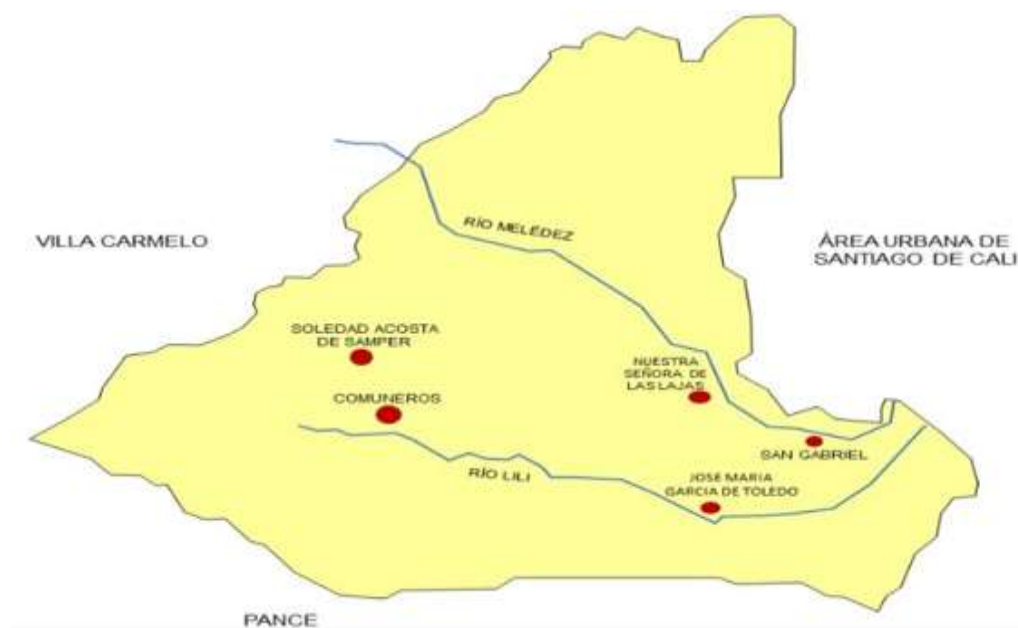 RÍO MELÉDEZ
VILLA CARMELO
ÁREA URBANA DE
SANTIAGO DE CALI
SOLEDAD ACOSTA
DE SAMPER
NUESTRA
SEÑORA DE
LAS LAJAS
COMUNEROS
SAN GABRIEL
RÍO LILI
JOSE MARIA
GARCIA DE TOLEDO
PANCE